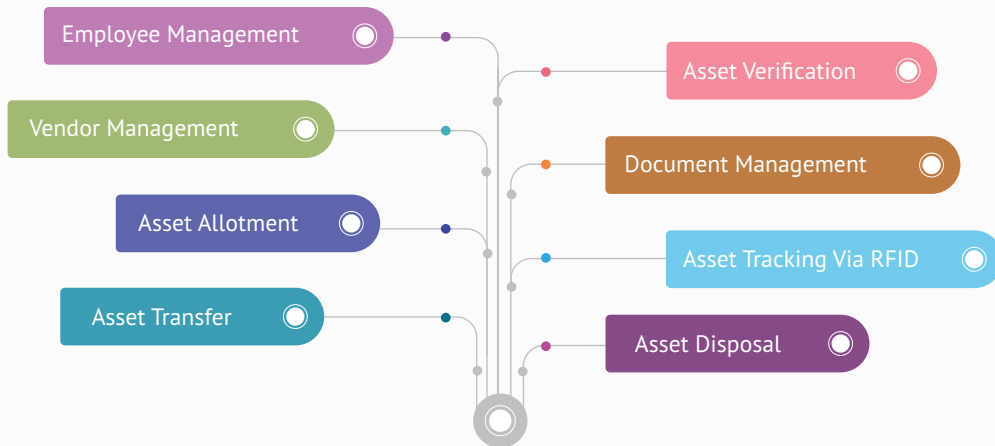 Employee Management
Asset Verification
Vendor Management
Document Management
Asset Allotment
Asset Tracking Via RFID
Asset Transfer
Asset Disposal